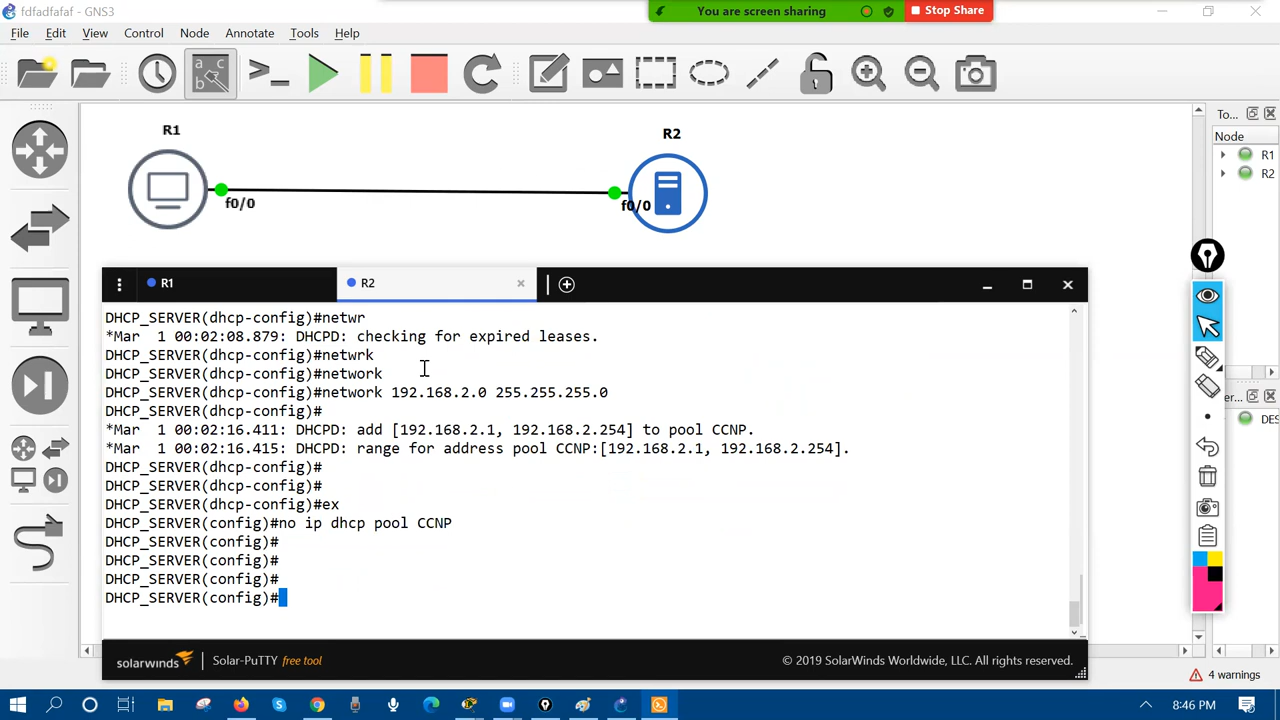 fdfadfafaf - GNS3
You are screen sharing
Stop Share
File Edit View Control Node Annotate Tools Help
a c
To...
Node
R1
R2
R1
R2
f0/0
f0/0
R1
R2
DHCP_SERVER(dhcp-config)#netwr
*Mar  1 00:02:08.879: DHCPD: checking for expired leases.
DHCP_SERVER(dhcp-config)#netwrk
DHCP_SERVER(dhcp-config)#network
DHCP_SERVER(dhcp-config)#network 192.168.2.0 255.255.255.0
DHCP_SERVER(dhcp-config)#
*Mar  1 00:02:16.411: DHCPD: add [192.168.2.1, 192.168.2.254] to pool CCNP.
*Mar  1 00:02:16.415: DHCPD: range for address pool CCNP:[192.168.2.1, 192.168.2.254].
DHCP_SERVER(dhcp-config)#
DHCP_SERVER(dhcp-config)#
DHCP_SERVER(dhcp-config)#ex
DHCP_SERVER(config)#no ip dhcp pool CCNP
DHCP_SERVER(config)#
DHCP_SERVER(config)#
DHCP_SERVER(config)#
DHCP_SERVER(config)#
er...
DES
solarwinds Solar-PuTTY free tool
© 2019 SolarWinds Worldwide, LLC. All rights reserved.
4 warnings
8:46 PM